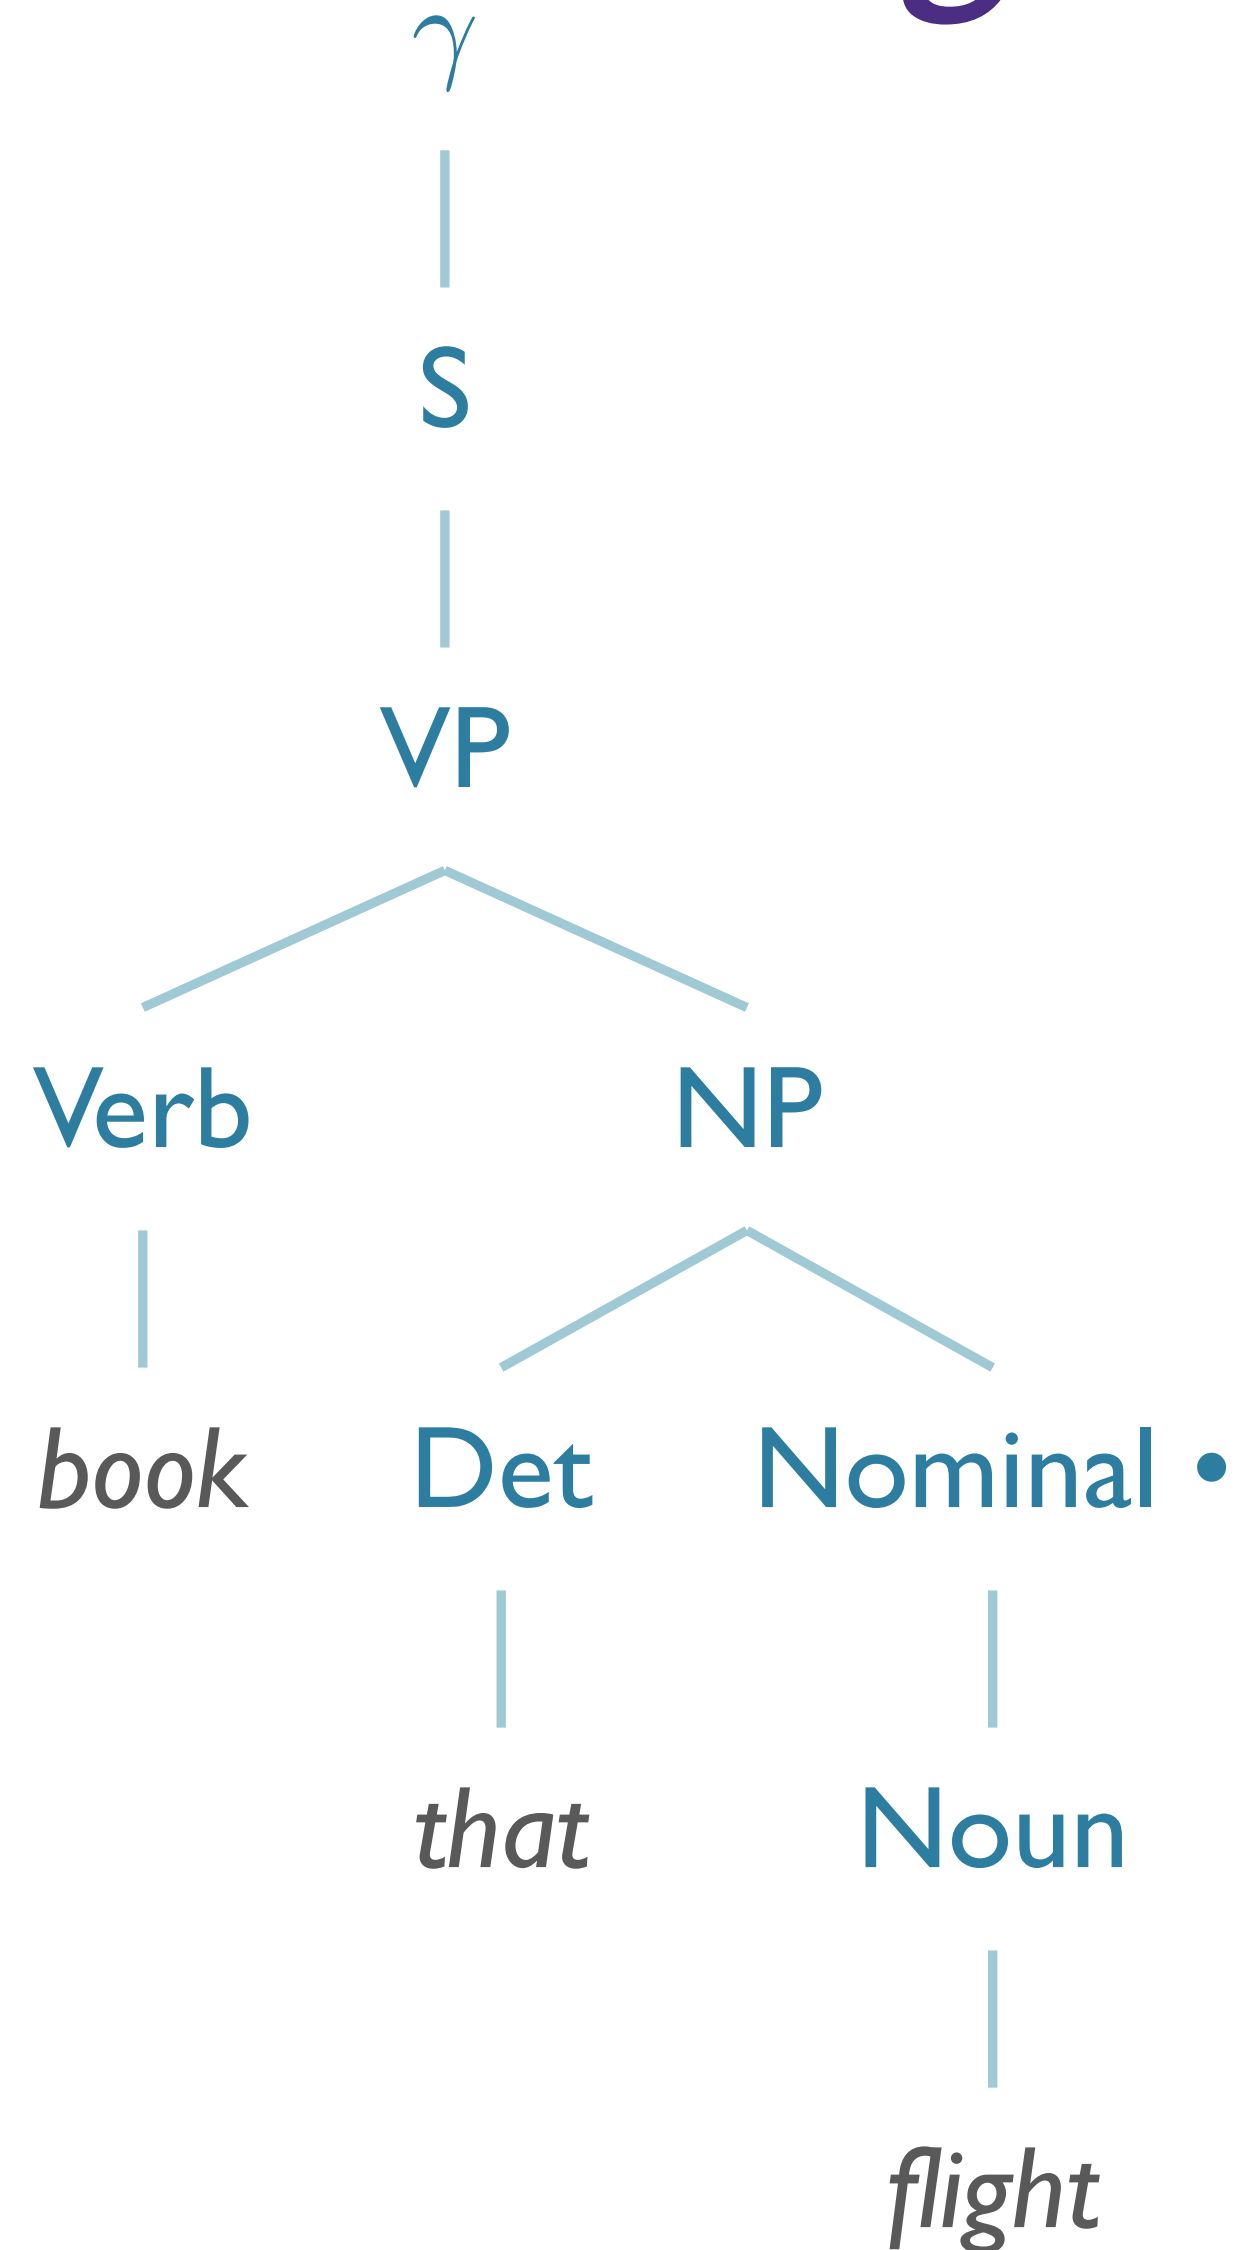 γ
S
VP
Verb NP
book Det Nominal •
that Noun
flight